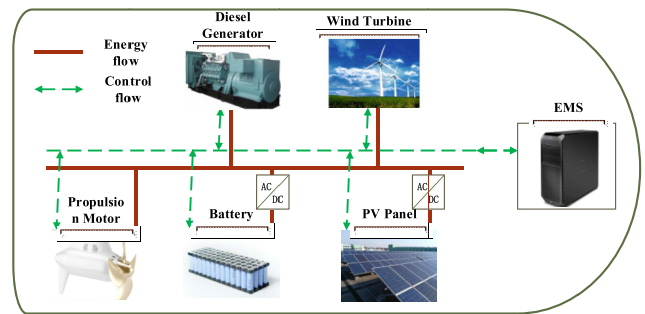 Diesel
Generator
Wind Turbine
Energy
flow
Control
flow
EMS
AC
DC
AC
DC
Propulsio
n Motor
Battery
PV Panel